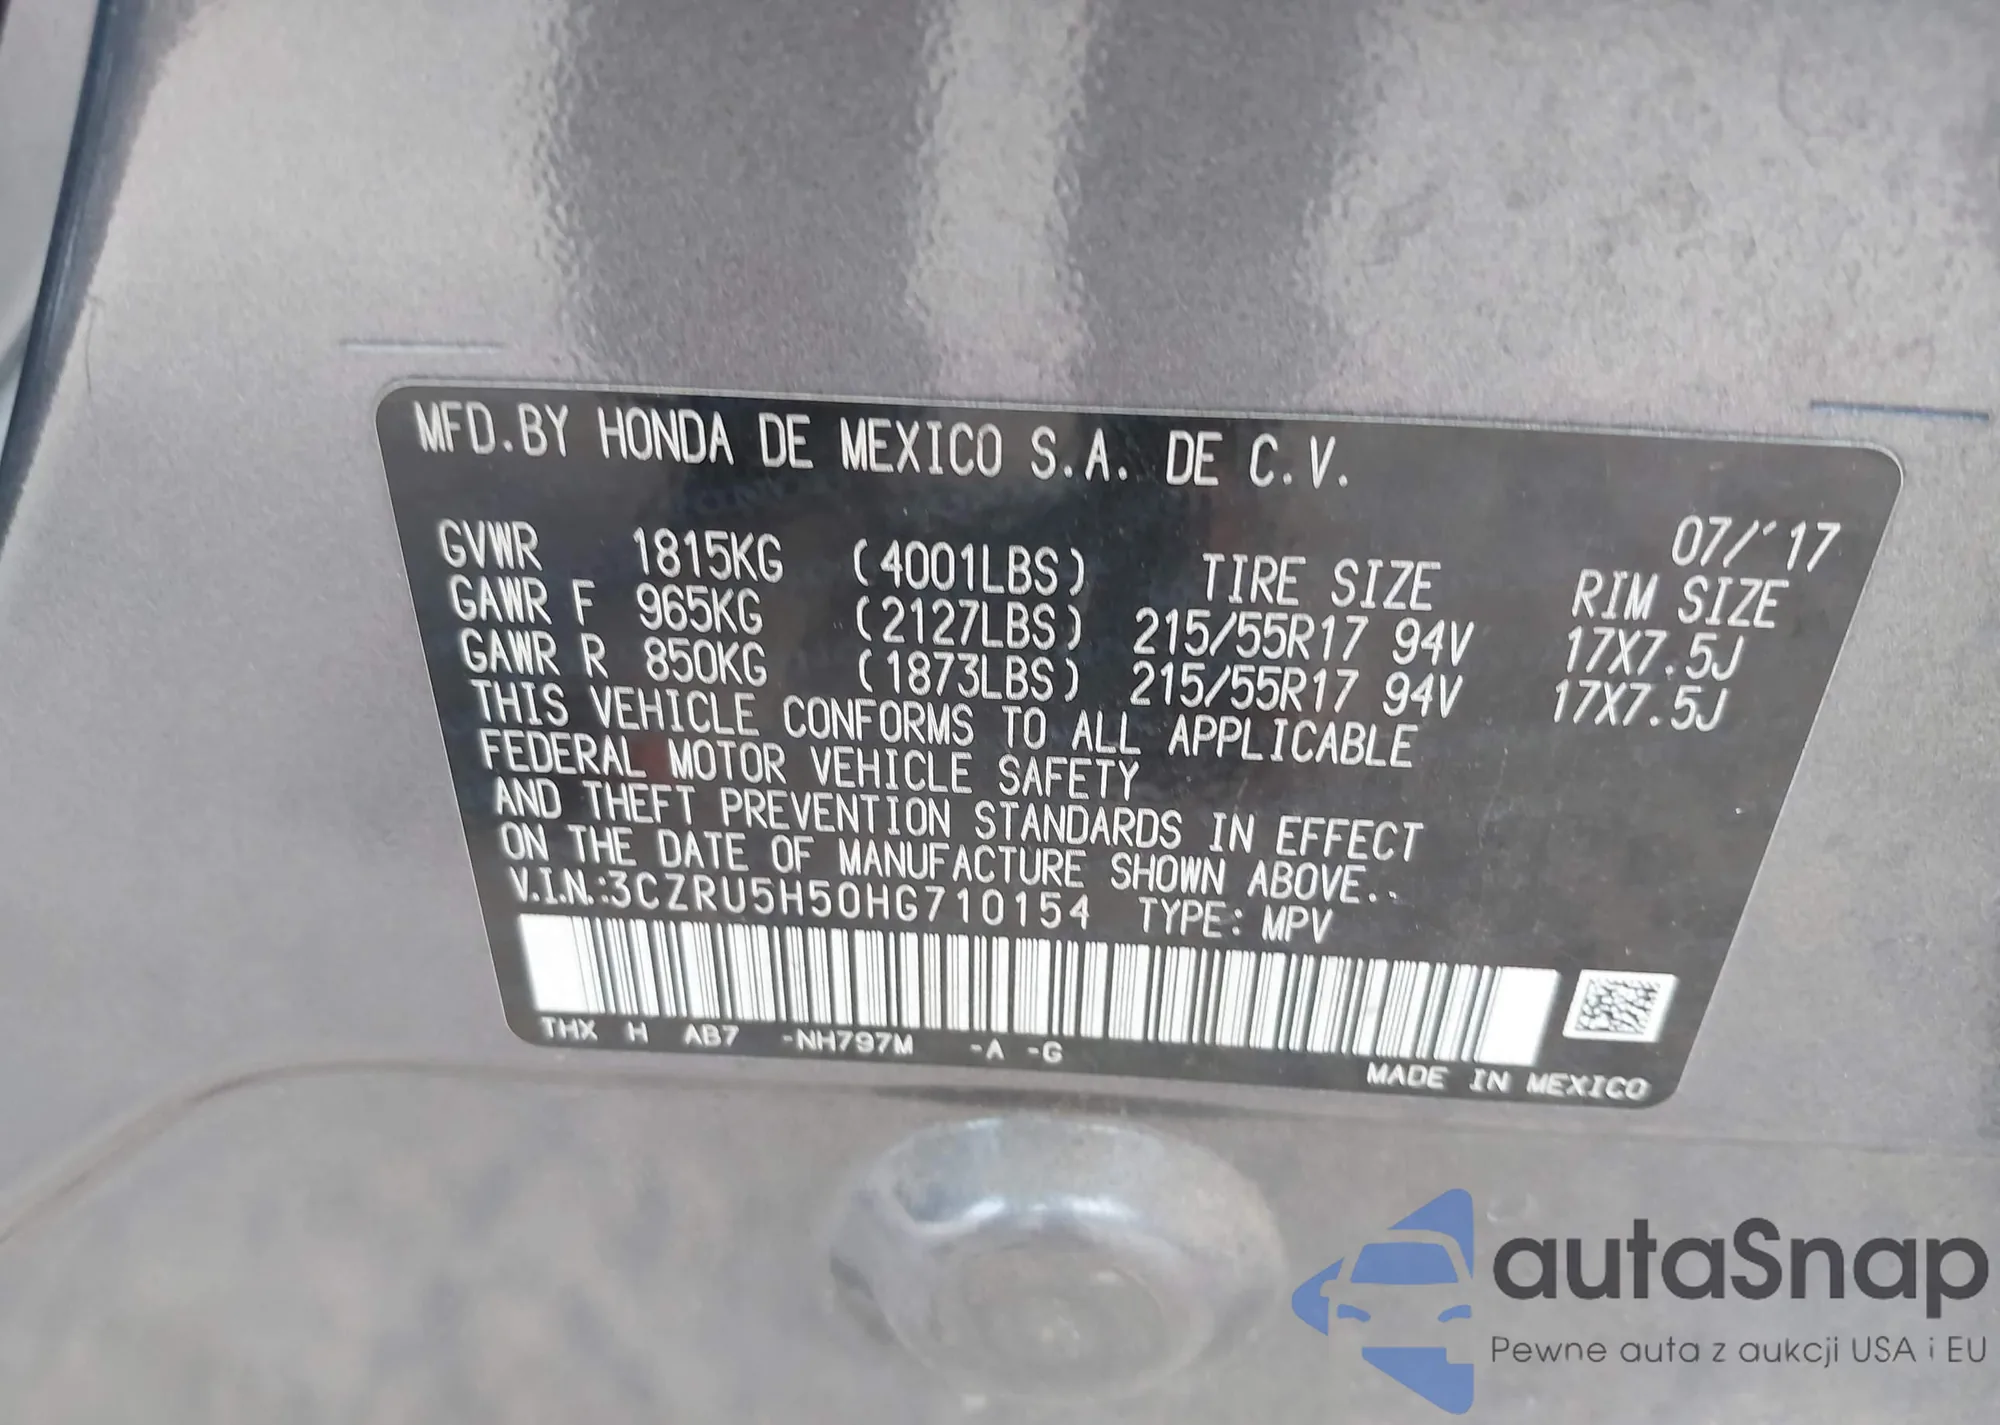 MFD.BY HONDA DE MEXICO S.A. DE C.V.
07/'17
GVWR 1815KG (4001LBS) TIRE SIZE RIM SIZE
GAWR F 965KG (2127LBS) 215/55R17 94V 17X7.5J
GAWR R 850KG (1873LBS) 215/55R17 94V 17X7.5J
THIS VEHICLE CONFORMS TO ALL APPLICABLE
FEDERAL MOTOR VEHICLE SAFETY
AND THEFT PREVENTION STANDARDS IN EFFECT
ON THE DATE OF MANUFACTURE SHOWN ABOVE..
V.I.N.:3CZRU5H50HG710154 TYPE: MPV
THX H AB7 -NH797M -A -G
MADE IN MEXICO
autaSnap
Pewne auta z aukcji USA i EU